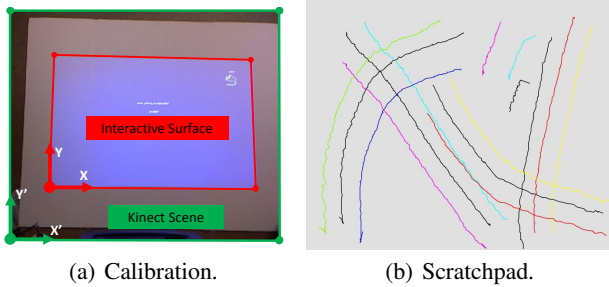 Interactive Surface
Y
X
Y'
Kinect Scene
X'
(a) Calibration.
(b) Scratchpad.